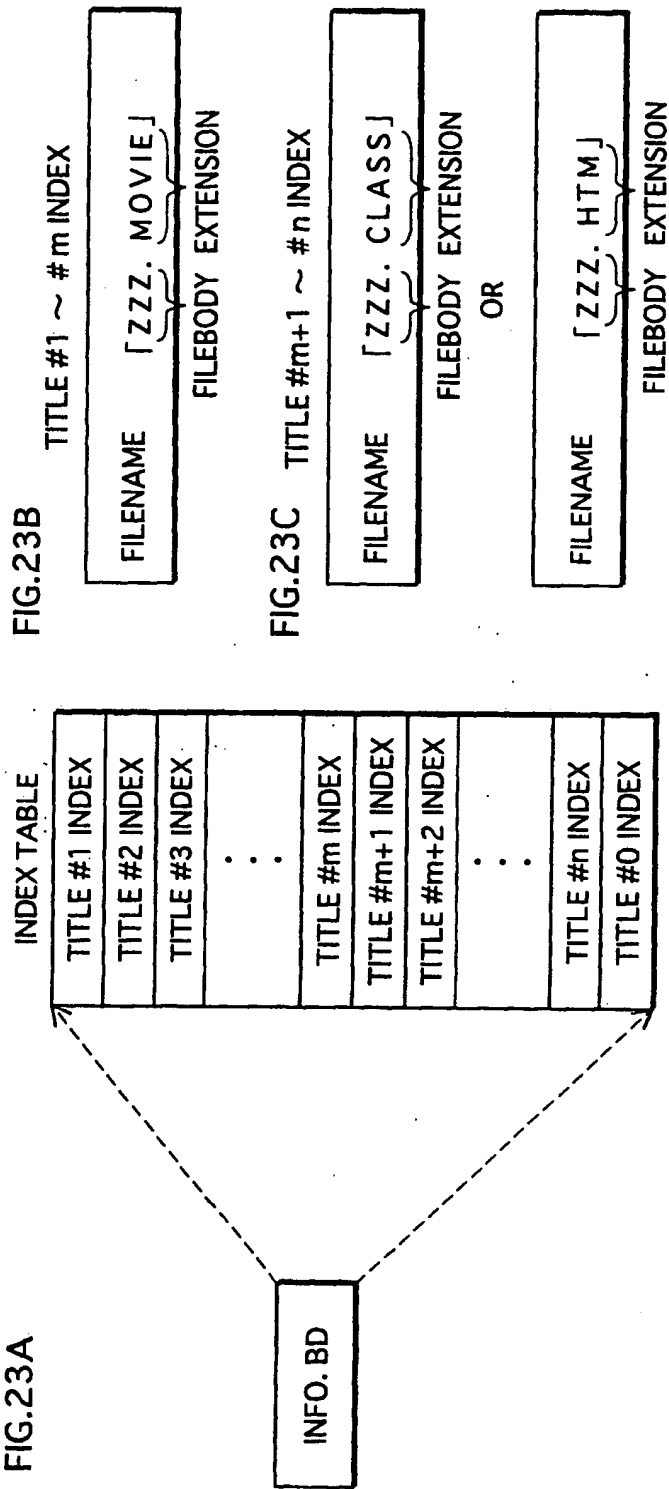 FIG.23A
INFO. BD
INDEX TABLE
TITLE #1 INDEX
TITLE #2 INDEX
TITLE #3 INDEX
· · ·
TITLE #m INDEX
TITLE #m+1 INDEX
TITLE #m+2 INDEX
· · ·
TITLE #n INDEX
TITLE #0 INDEX
FIG.23B
TITLE #1 ~ #m INDEX
FILENAME 「ZZZ. MOVIE」
FILEBODY EXTENSION
FIG.23C TITLE #m+1 ~ #n INDEX
FILENAME 「ZZZ. CLASS」
FILEBODY EXTENSION
OR
FILENAME 「ZZZ. HTM」
FILEBODY EXTENSION